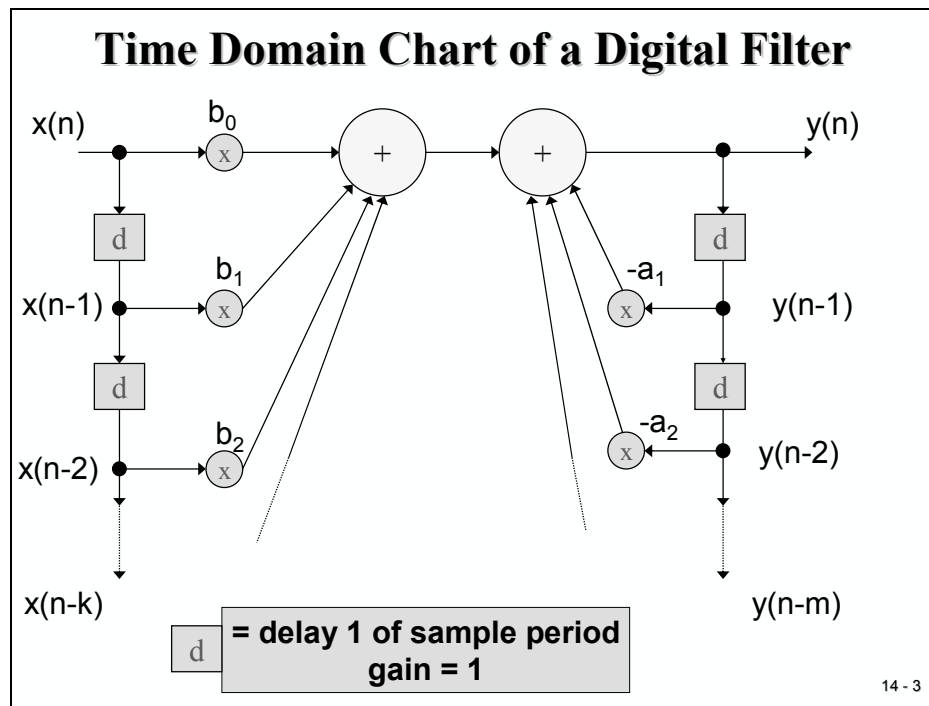 Time Domain Chart of a Digital Filter
x(n)
b0
+
+
y(n)
x
d
d
b1
-a1
x(n-1)
x
x
y(n-1)
d
d
b2
-a2
x(n-2)
x
x
y(n-2)
x(n-k)
y(n-m)
d
= delay 1 of sample period
gain = 1
14 - 3